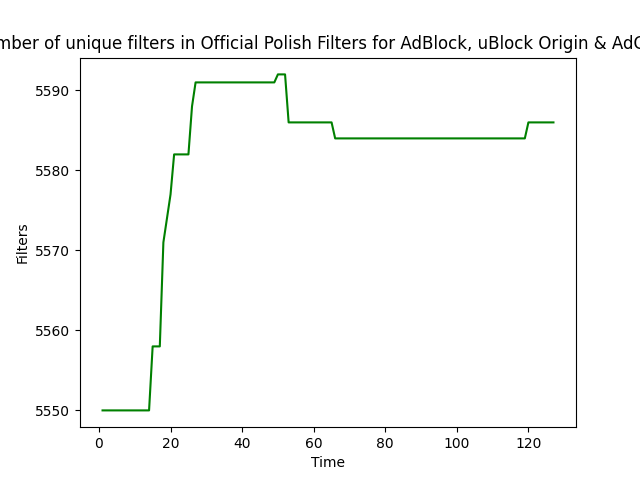 mber of unique filters in Official Polish Filters for AdBlock, uBlock Origin & AdG
5590
5580
5570
5560
5550
Filters
0 20 40 60 80 100 120
Time